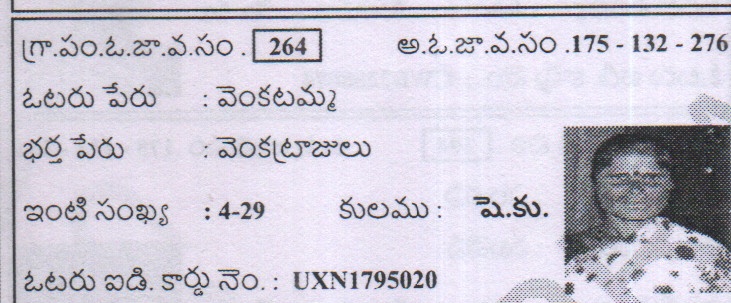 గ్రా.పం.ఓ.జా.వ.సం . 264 అ.ఓ.జా.వ.సం .175 - 132 - 276
ఓటరు పేరు : వెంకటమ్మ
భర్త పేరు : వెంకట్రాజులు
ఇంటి సంఖ్య : 4-29 కులము : షె.కు.
ఓటరు ఐడి. కార్డు నెం. : UXN1795020